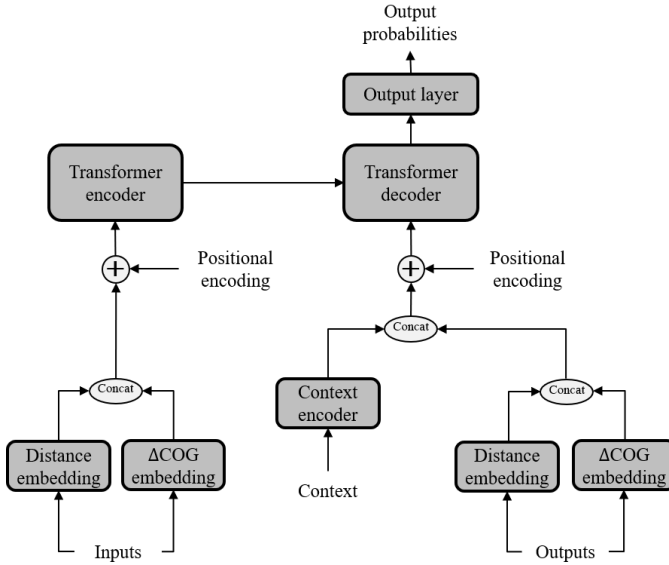 Output
probabilities
Output layer
Transformer
encoder
Transformer
decoder
Positional
encoding
Positional
encoding
Concat
Concat
Context
encoder
Concat
Distance
embedding
ΔCOG
embedding
Distance
embedding
ΔCOG
embedding
Context
Inputs
Outputs